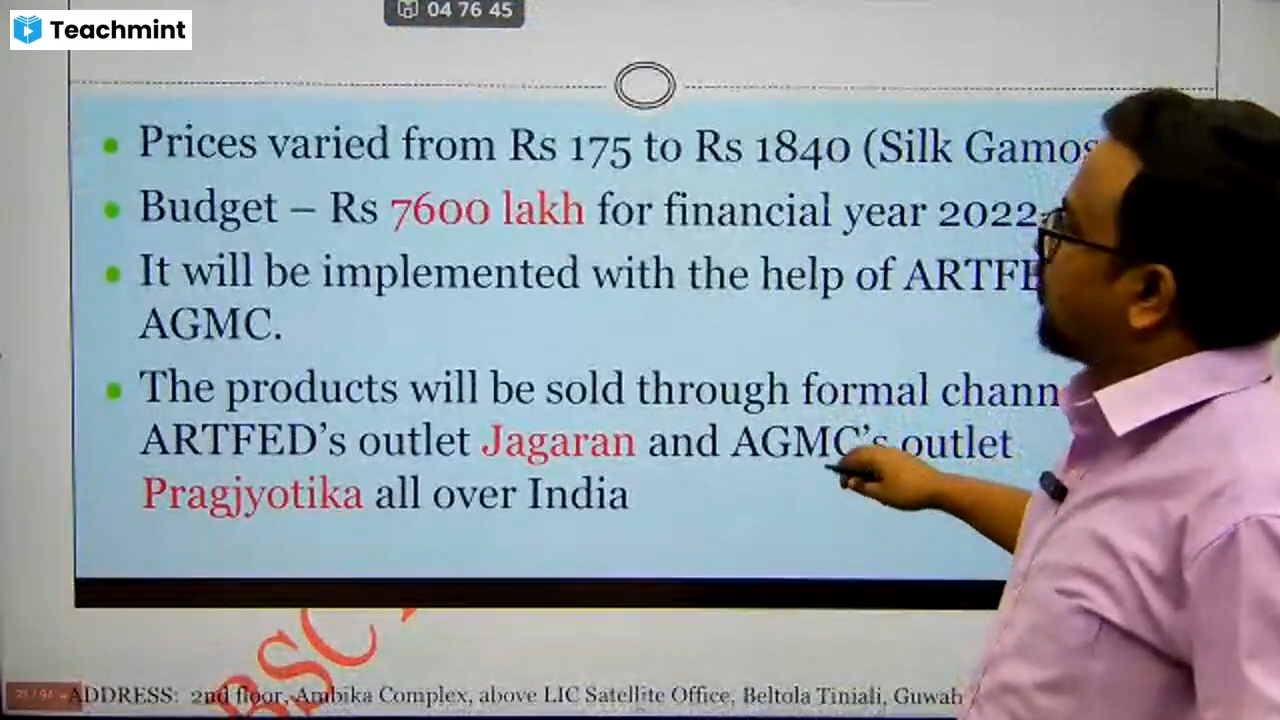 04 76 45
Teachmint
Prices varied from Rs 175 to Rs 1840 (Silk Gamos
Budget – Rs 7600 lakh for financial year 2022-
It will be implemented with the help of
AGMC.
The products will be sold through formal
ARTFED’s outlet Jagaran and AGMC’s outlet
Pragjyotika all over India
ADDRESS: 2nd floor, Ambika Complex, above LIC Satellite Office, Beltola Tiniali,